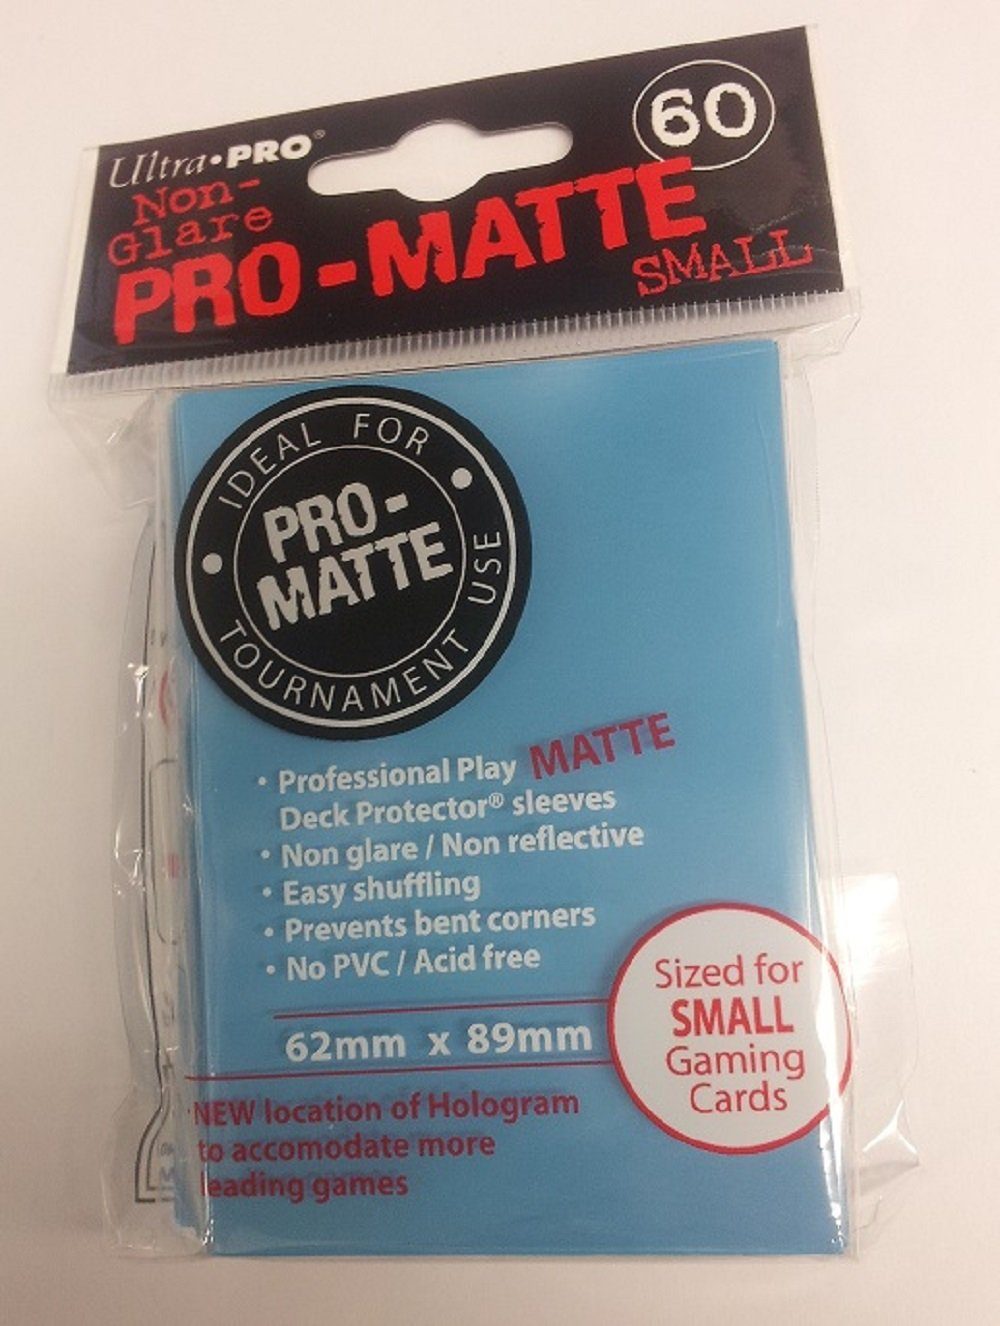 Ultra•PRO®
60
Non-
Glare
PRO-MATTE
SMALL
IDEAL FOR
PRO-
MATTE
TOURNAMENT USE
• Professional Play MATTE
Deck Protector® sleeves
• Non glare / Non reflective
• Easy shuffling
• Prevents bent corners
• No PVC / Acid free
62mm x 89mm
Sized for
SMALL
Gaming
Cards
NEW location of Hologram
to accomodate more
leading games